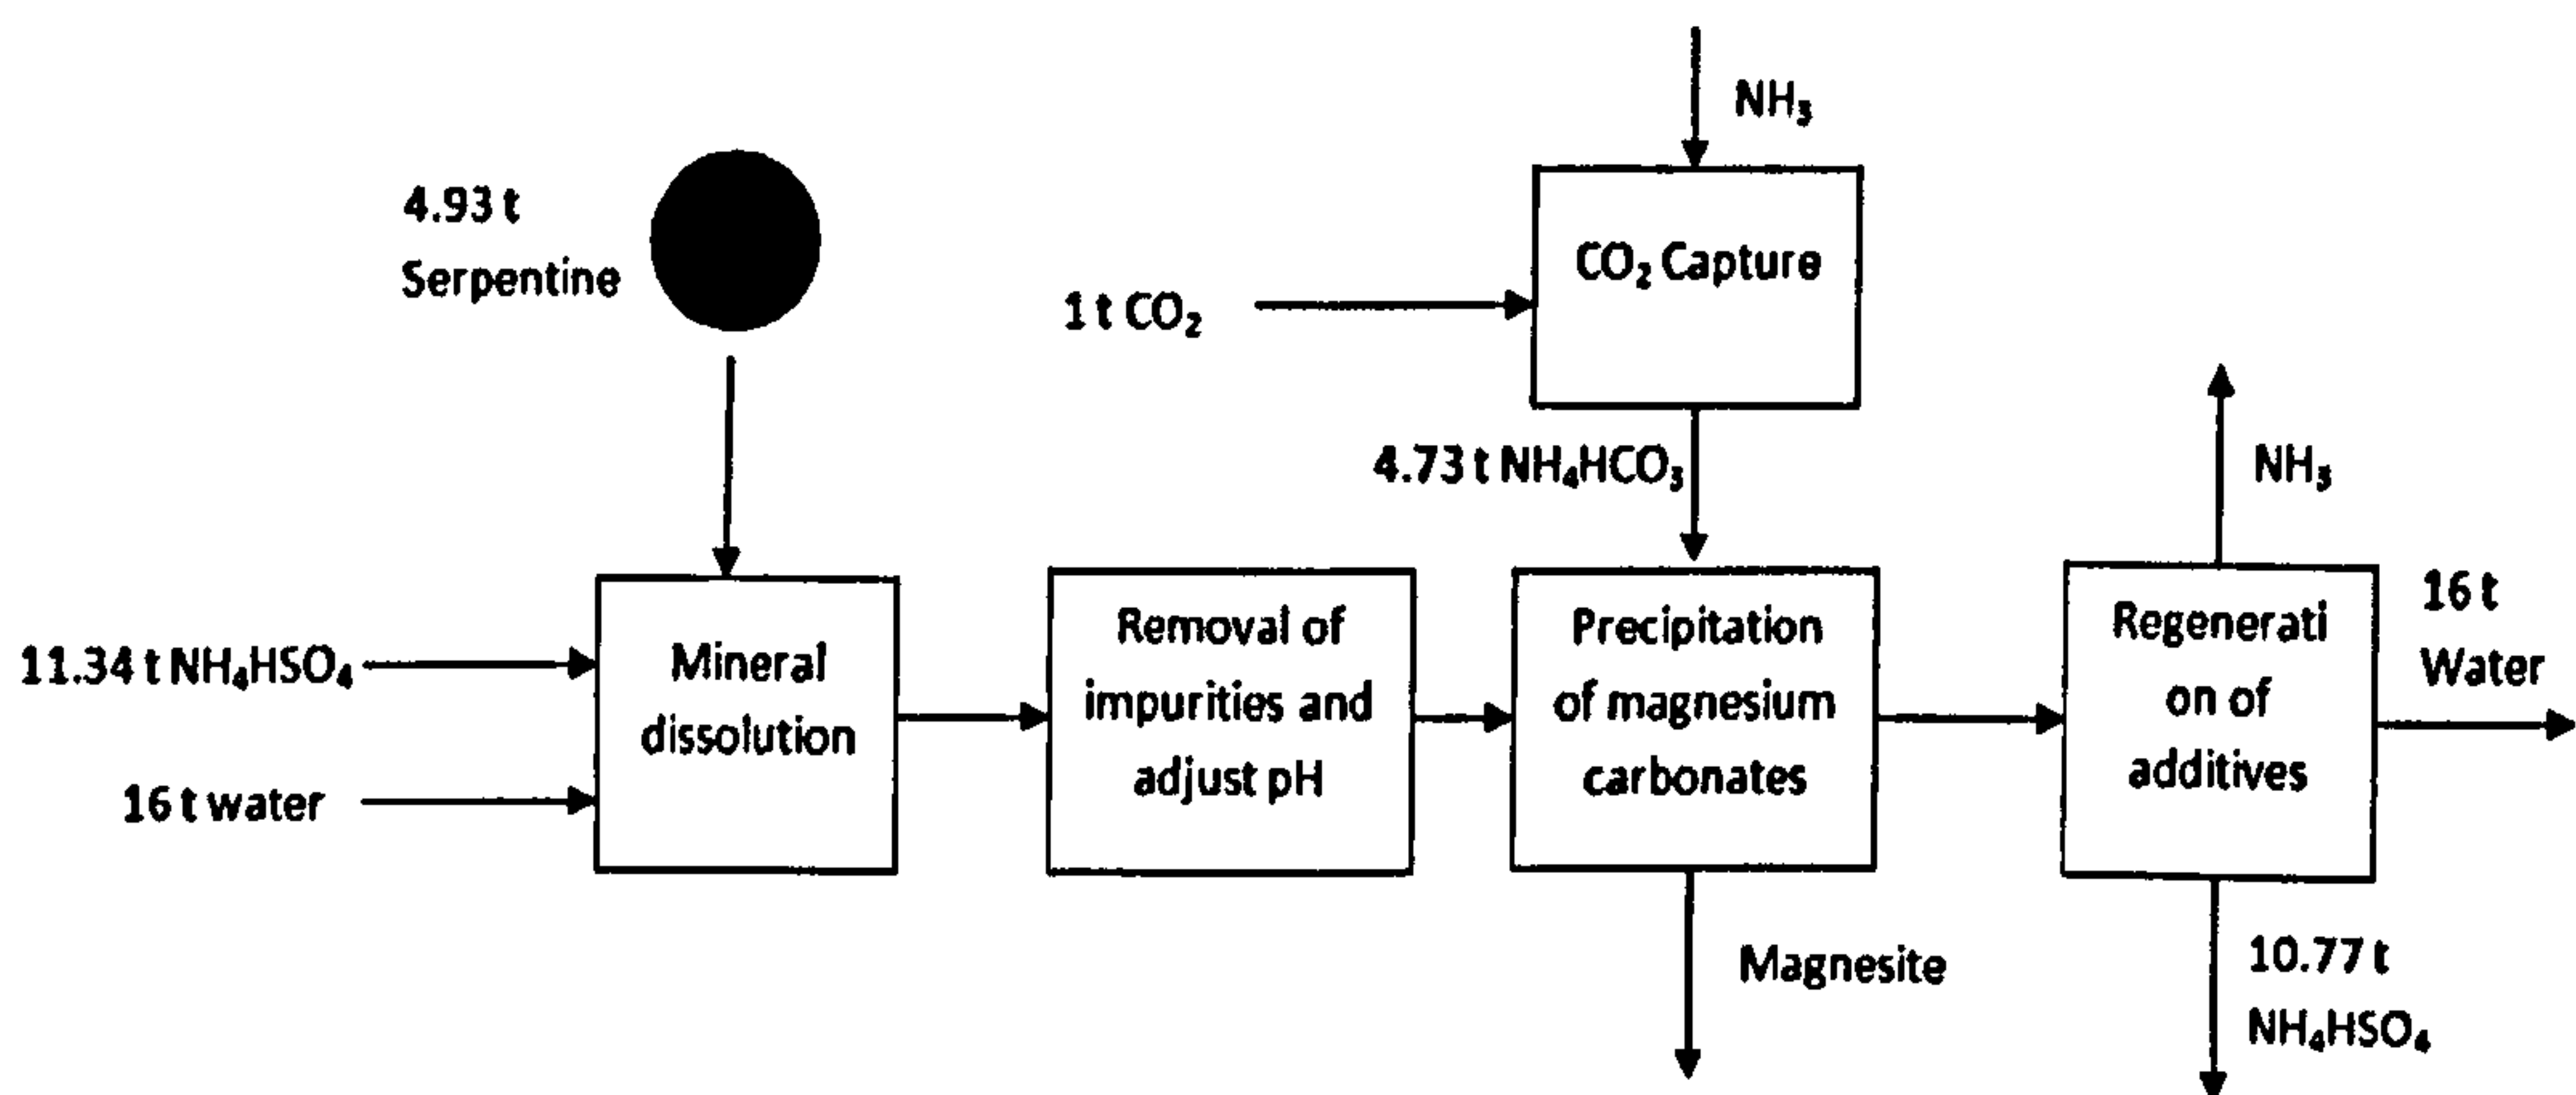 NH₃
4.93 t
Serpentine
CO₂ Capture
1 t CO₂
4.73 t NH₄HCO₃
NH₃
11.34 t NH₄HSO₄
16 t water
Mineral
dissolution
Removal of
impurities and
adjust pH
Precipitation
of magnesium
carbonates
Regenerati
on of
additives
16 t
Water
Magnesite
10.77 t
NH₄HSO₄